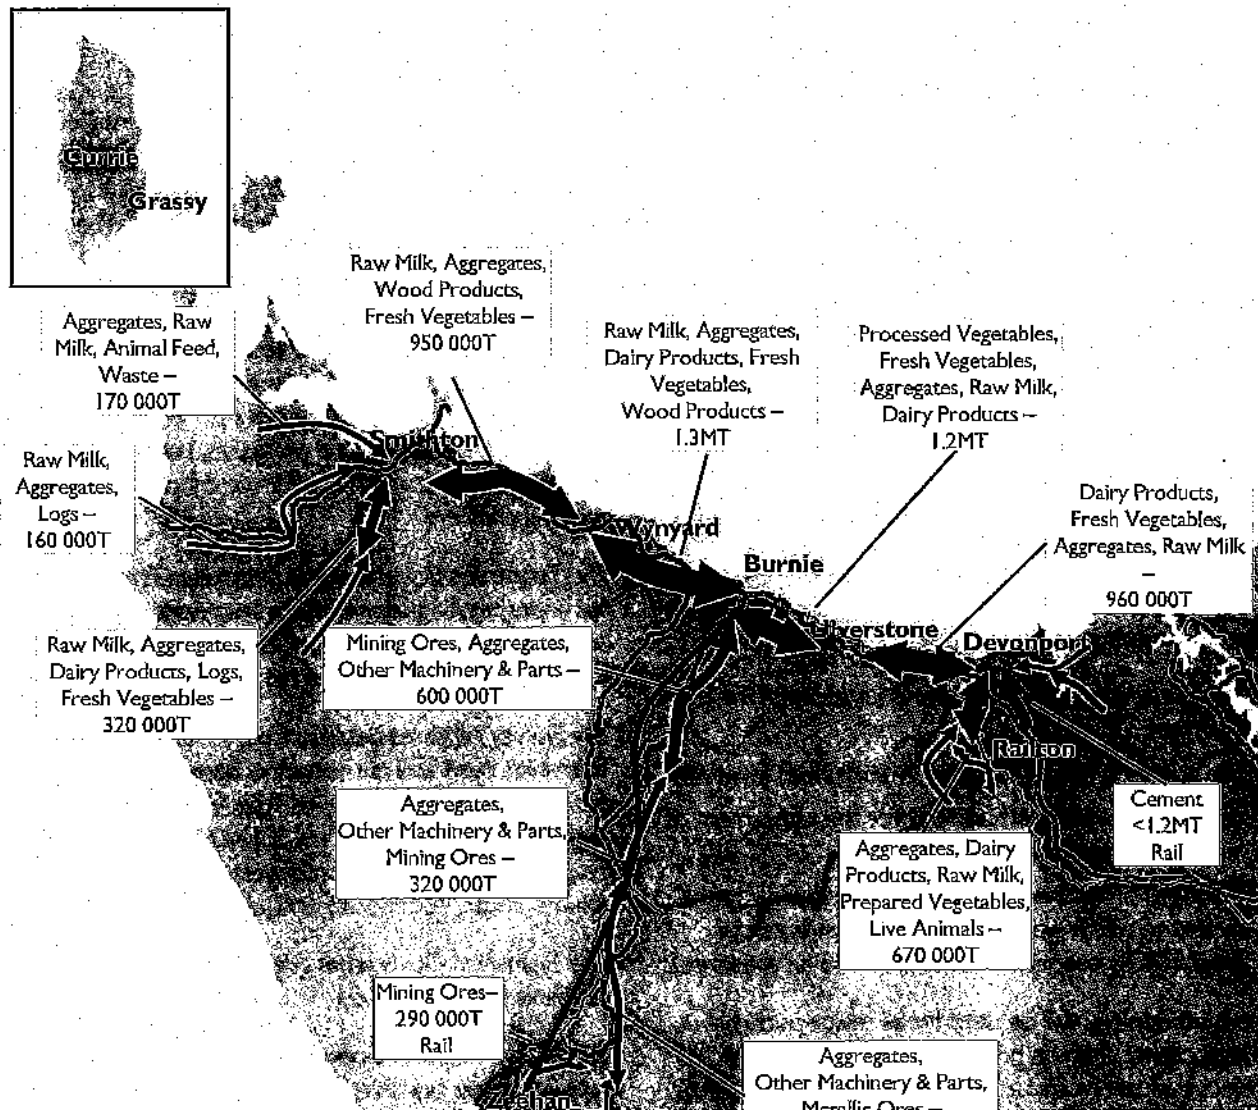 Currie
Grassy
Raw Milk, Aggregates,
Wood Products,
Fresh Vegetables –
950 000T
Aggregates, Raw
Milk, Animal Feed,
Waste –
170 000T
Raw Milk, Aggregates,
Dairy Products, Fresh
Vegetables,
Wood Products –
1.3MT
Processed Vegetables,
Fresh Vegetables,
Aggregates, Raw Milk,
Dairy Products –
1.2MT
Smithton
Raw Milk,
Aggregates,
Logs –
160 000T
Dairy Products,
Fresh Vegetables,
Aggregates, Raw Milk
–
960 000T
Wynyard
Burnie
Ulverstone
Devonport
Raw Milk, Aggregates,
Dairy Products, Logs,
Fresh Vegetables –
320 000T
Mining Ores, Aggregates,
Other Machinery & Parts –
600 000T
Railton
Cement
<1.2MT
Rail
Aggregates,
Other Machinery & Parts,
Mining Ores –
320 000T
Aggregates, Dairy
Products, Raw Milk,
Prepared Vegetables,
Live Animals –
670 000T
Mining Ores–
290 000T
Rail
Aggregates,
Other Machinery & Parts,
Metallic Ores –
Zeehan